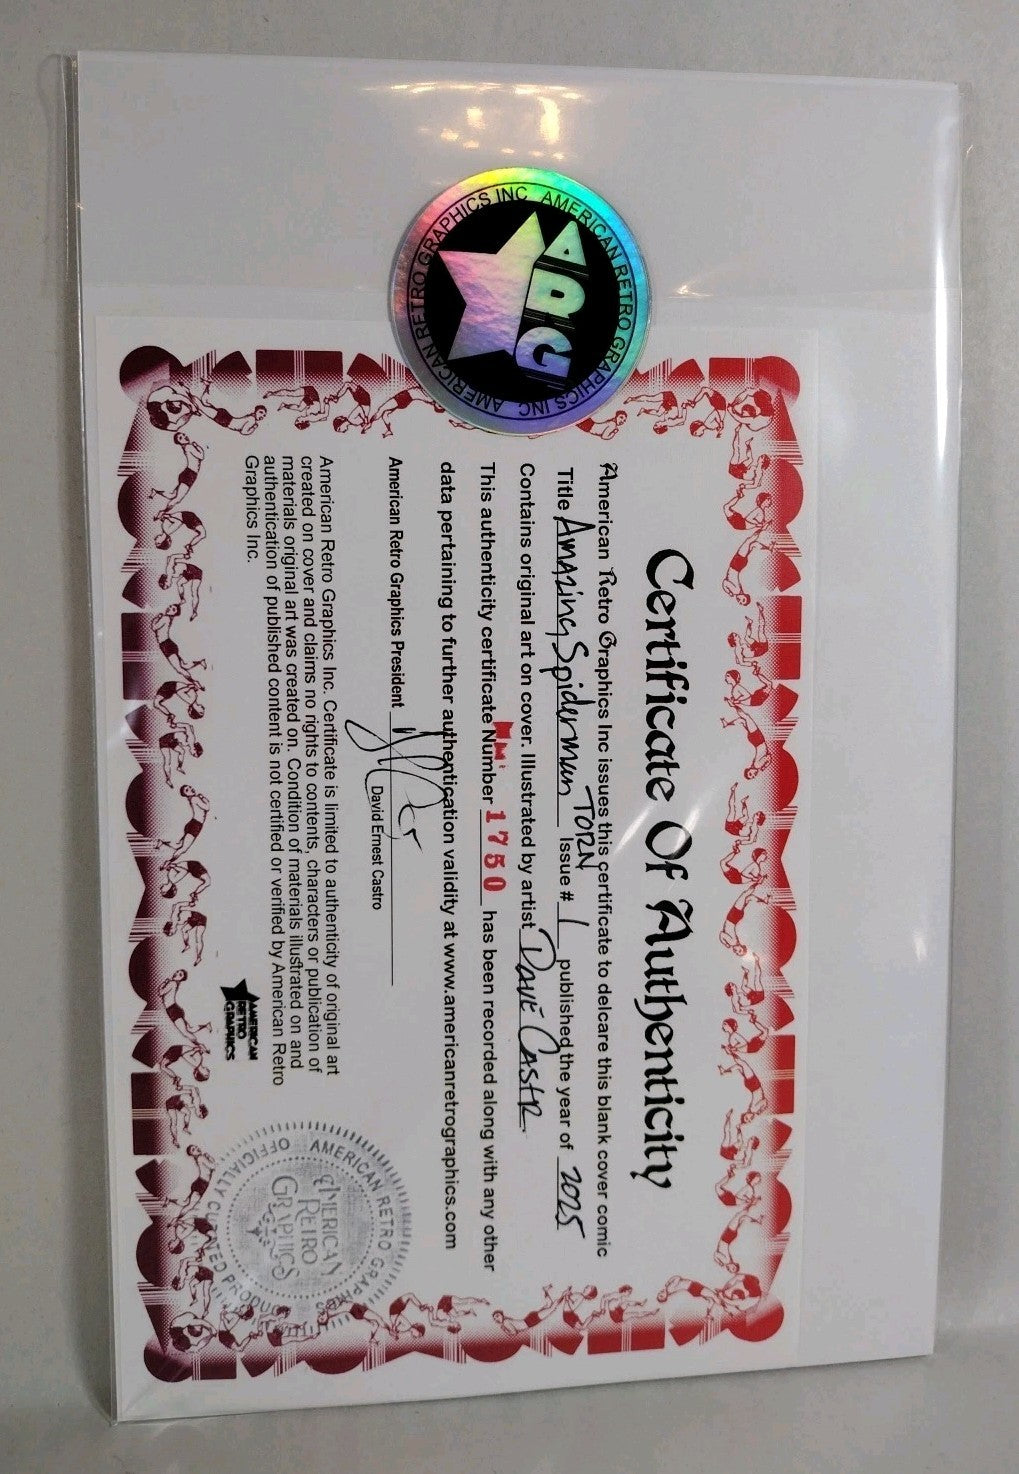 AMERICAN RETRO GRAPHICS INC AMERICAN RETRO GRAPHICS INC
ARG
Certificate Of Authenticity
American Retro Graphics Inc issues this certificate to delcare this blank cover comic
Title Amazing Spiderman TORN Issue # 1 published the year of 2025
Contains original art on cover. Illustrated by artist DAVE CASTR
This authenticity certificate Number 1750 has been recorded along with any other
data pertaining to further authentication validity at www.americanretrographics.com
American Retro Graphics President
David Ernest Castro
American Retro Graphics Inc. Certificate is limited to authenticity of original art
created on cover and claims no rights to contents, characters or publication of
materials original art was created on. Condition of materials illustrated on and
authentication of published content is not certified or verified by American Retro
Graphics Inc.
AMERICAN
RETRO
GRAPHICS
AMERICAN RETRO GRAPHICS
OFFICIALLY
AMERICAN
RETRO
GRAPHICS